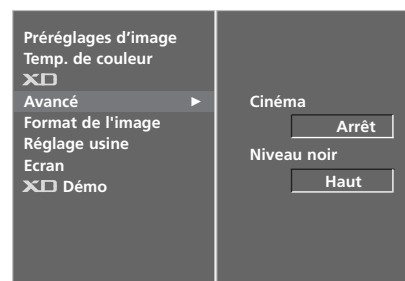 Préréglages d'image
Temp. de couleur
XD
Avancé ►
Format de l'image
Réglage usine
Ecran
XD Démo
Cinéma
Arrêt
Niveau noir
Haut